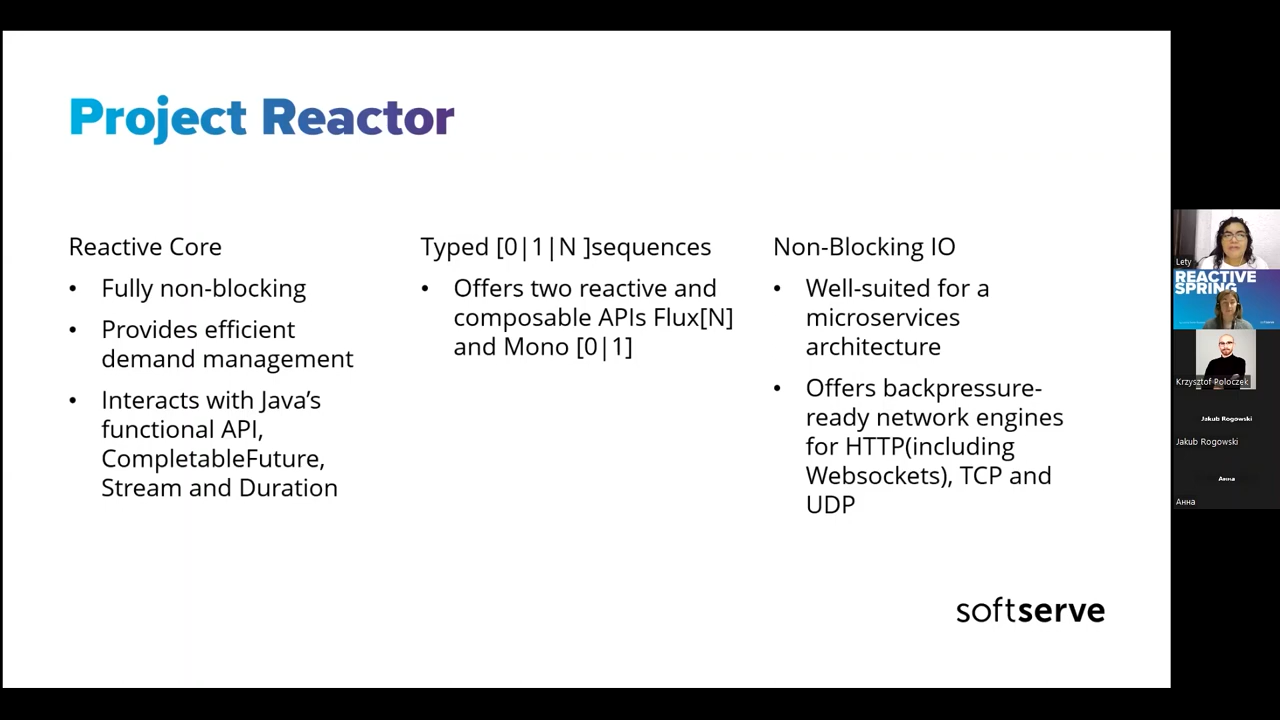 Project Reactor
Reactive Core
• Fully non-blocking
• Provides efficient
demand management
• Interacts with Java’s
functional API,
CompletableFuture,
Stream and Duration
Typed [0|1|N ]sequences
• Offers two reactive and
composable APIs Flux[N]
and Mono [0|1]
Non-Blocking IO
• Well-suited for a
microservices
architecture
• Offers backpressure-
ready network engines
for HTTP(including
Websockets), TCP and
UDP
softserve
Lety
REACTIVE
SPRING
Krzysztof Poloczek
Jakub Rogowski
Jakub Rogowski
Анна
Анна